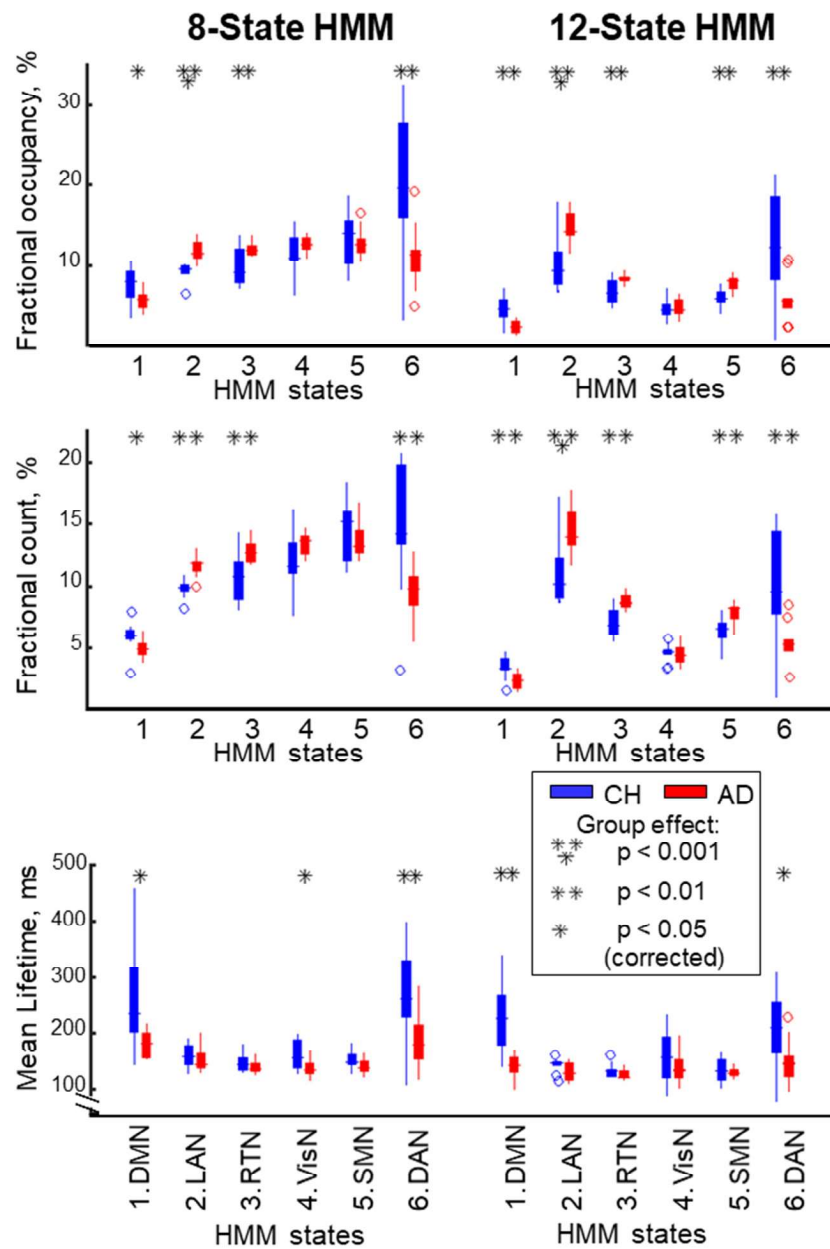 8-State HMM 12-State HMM
Fractional occupancy, %
30
20
10
* ** * ** ** ** ** * ** ** **
1 2 3 4 5 6 1 2 3 4 5 6
HMM states HMM states
Fractional count, %
20
15
10
5
* ** ** ** ** ** * ** ** **
1 2 3 4 5 6 1 2 3 4 5 6
HMM states HMM states
CH AD
Group effect:
*** p < 0.001
** p < 0.01
* p < 0.05
(corrected)
Mean Lifetime, ms
500
400
300
200
100
* * ** ** *
1.DMN 2.LAN 3.RTN 4.VisN 5.SMN 6.DAN 1.DMN 2.LAN 3.RTN 4.VisN 5.SMN 6.DAN
HMM states HMM states